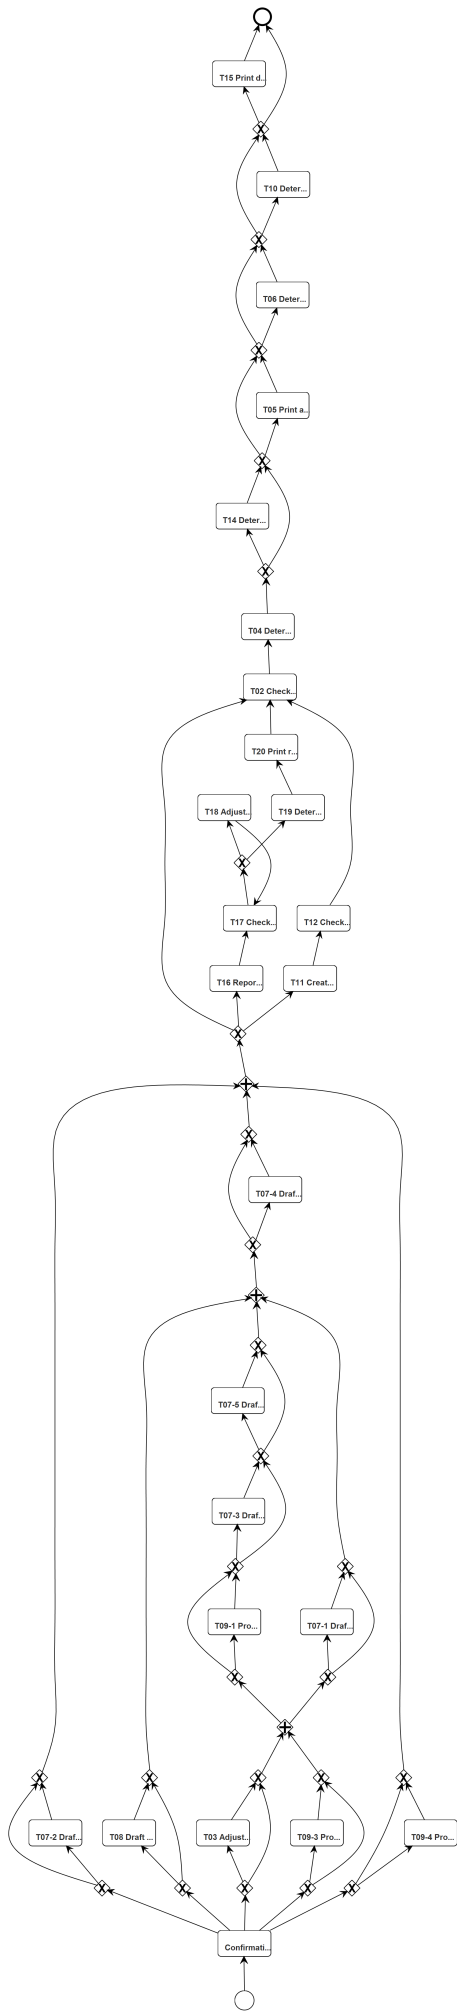 T15 Print d...
T10 Deter...
T06 Deter...
T05 Print a...
T14 Deter...
T04 Deter...
T02 Check...
T20 Print r...
T18 Adjust...
T19 Deter...
T17 Check...
T12 Check...
T16 Repor...
T11 Creat...
T07-4 Draf...
T07-5 Draf...
T07-3 Draf...
T09-1 Pro...
T07-1 Draf...
T07-2 Draf...
T08 Draft ...
T03 Adjust...
T09-3 Pro...
T09-4 Pro...
Confirmati...